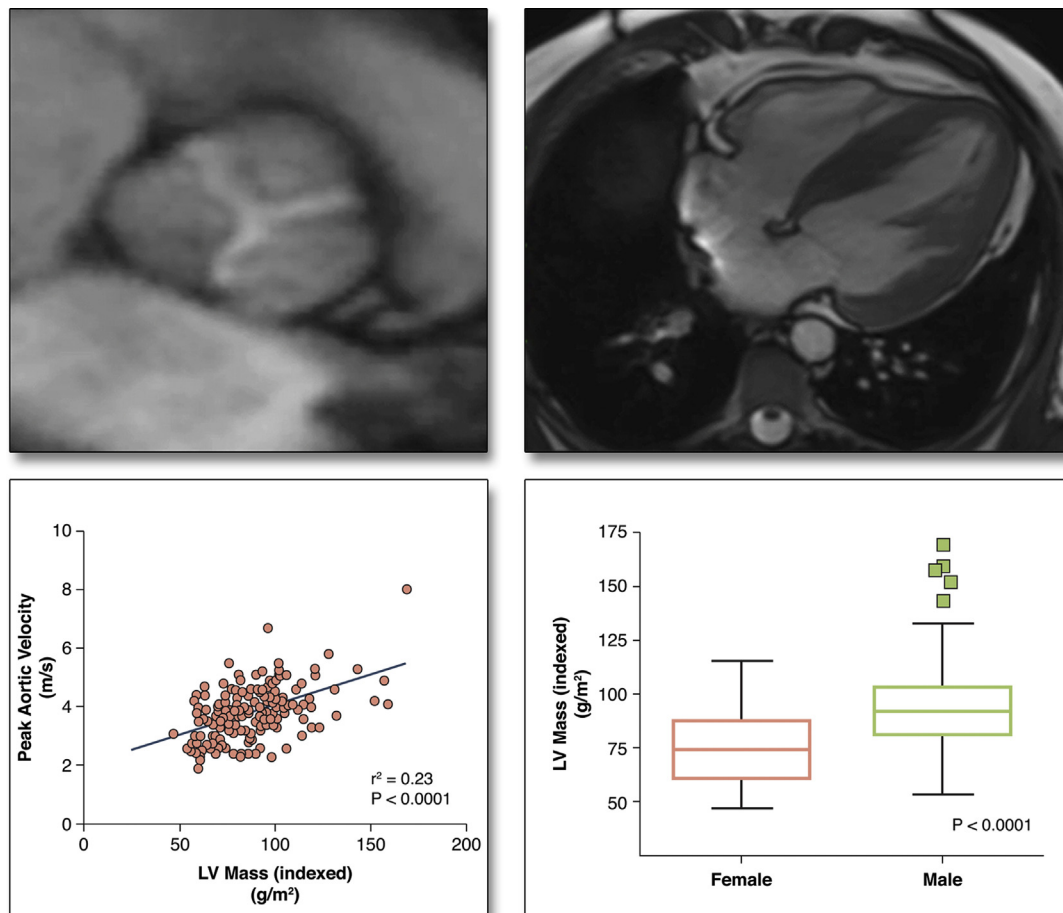 10
8
6
4
2
0
Peak Aortic Velocity
(m/s)
r² = 0.23
P < 0.0001
0
50
100
150
200
LV Mass (indexed)
(g/m²)
175
150
125
100
75
50
LV Mass (indexed)
(g/m²)
P < 0.0001
Female
Male